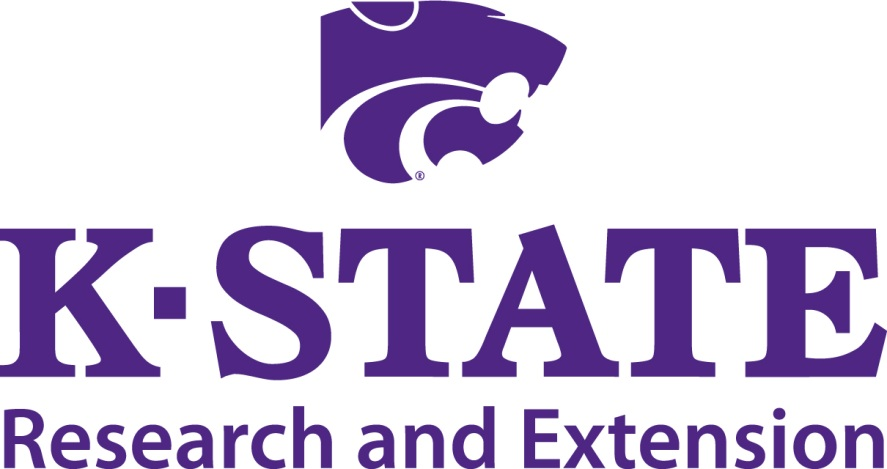 ®
K·STATE
Research and Extension